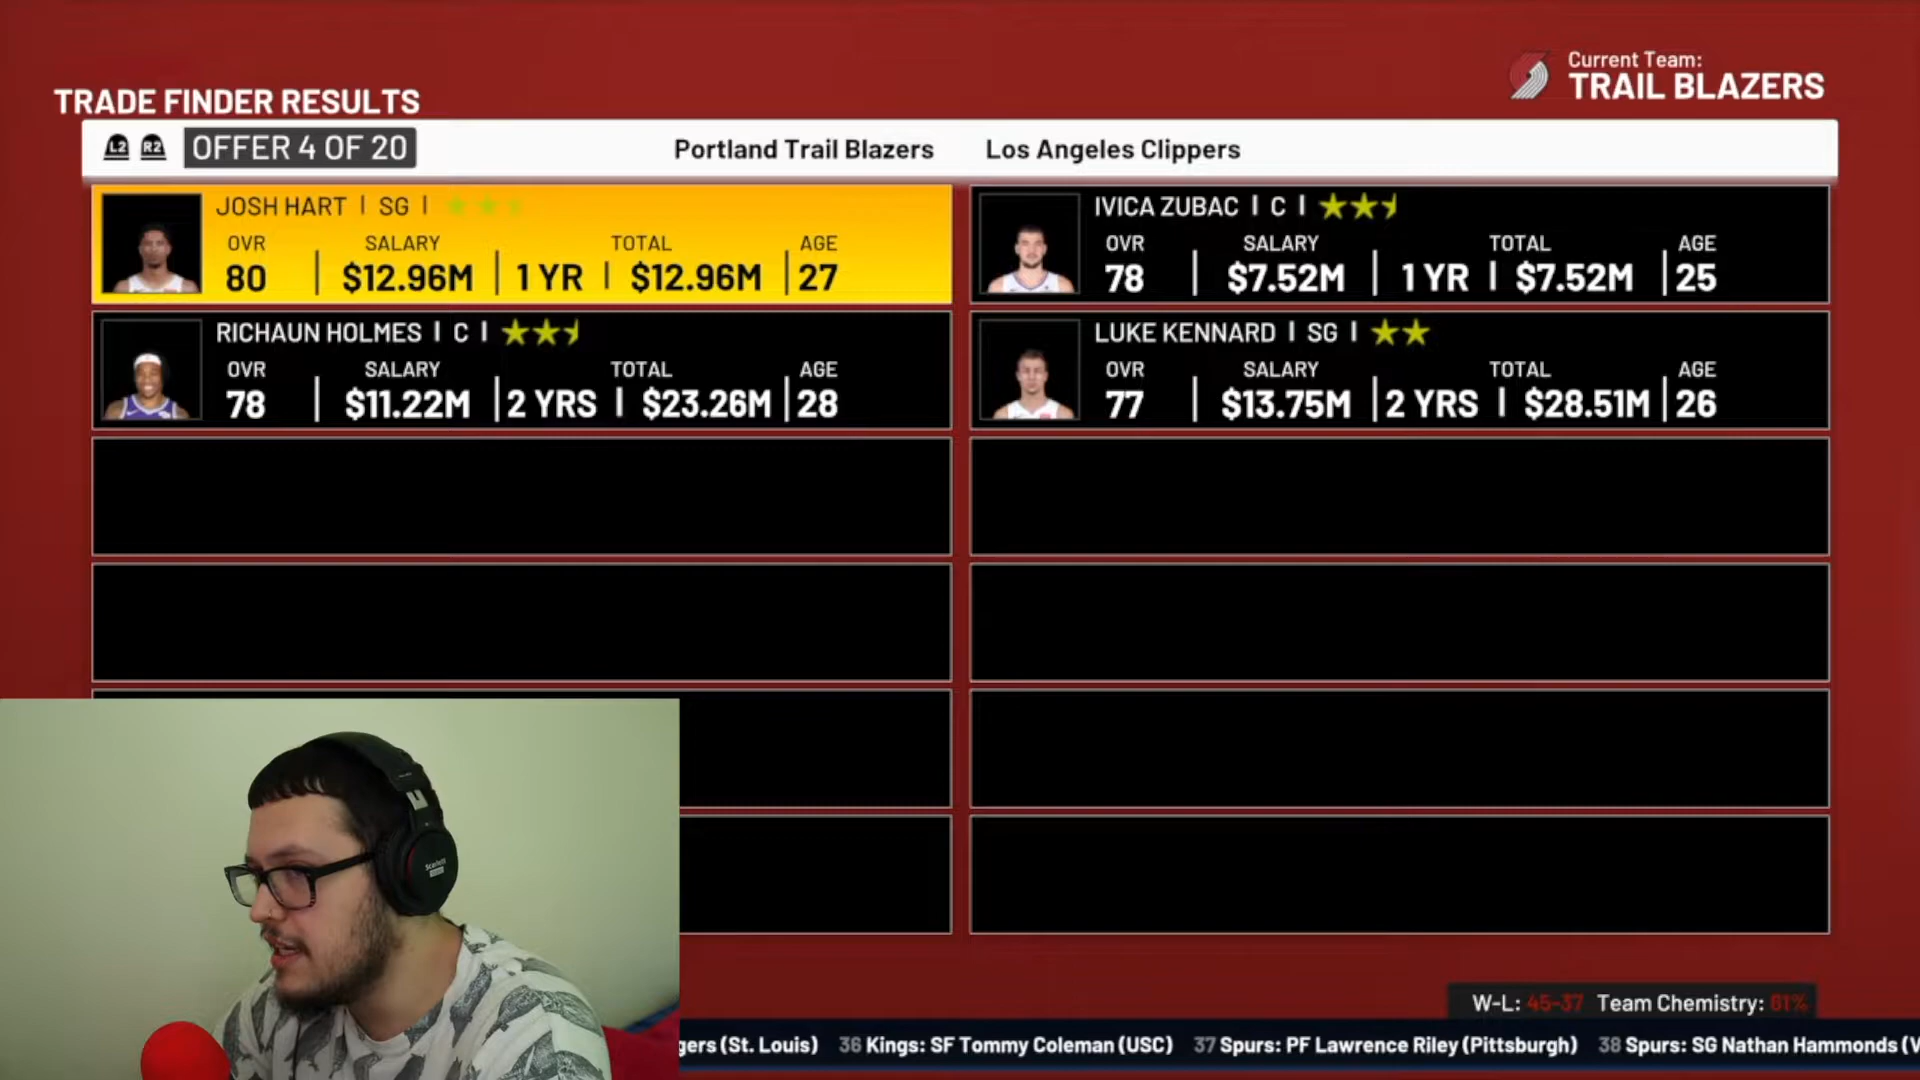 Current Team:
TRAIL BLAZERS
TRADE FINDER RESULTS
L2 R2 OFFER 4 OF 20 Portland Trail Blazers Los Angeles Clippers
JOSH HART | SG |
OVR SALARY TOTAL AGE
80 | $12.96M | 1 YR | $12.96M | 27
IVICA ZUBAC | C |
OVR SALARY TOTAL AGE
78 | $7.52M | 1 YR | $7.52M | 25
RICHAUN HOLMES | C |
OVR SALARY TOTAL AGE
78 | $11.22M | 2 YRS | $23.26M | 28
LUKE KENNARD | SG |
OVR SALARY TOTAL AGE
77 | $13.75M | 2 YRS | $28.51M | 26
W-L: 45-37 Team Chemistry: 61%
gers (St. Louis) 36 Kings: SF Tommy Coleman (USC) 37 Spurs: PF Lawrence Riley (Pittsburgh) 38 Spurs: SG Nathan Hammonds (V